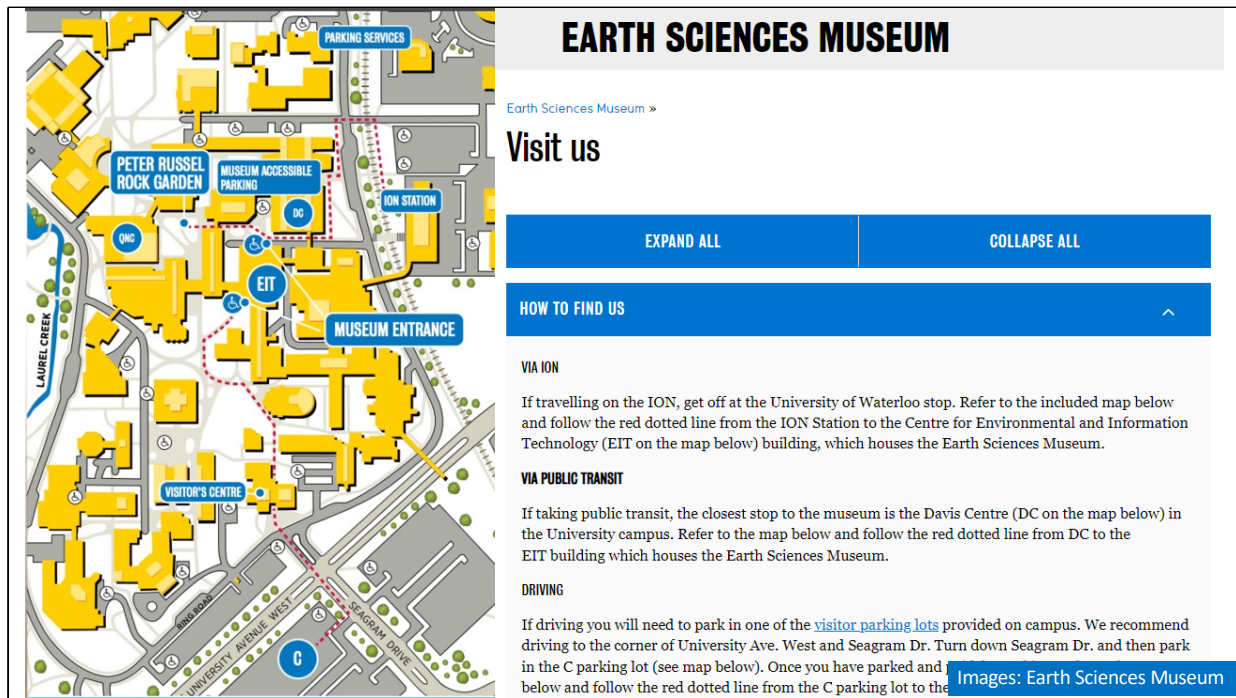 PARKING SERVICES
PETER RUSSEL
ROCK GARDEN
MUSEUM ACCESSIBLE
PARKING
ION STATION
DC
QNC
EIT
MUSEUM ENTRANCE
LAUREL CREEK
VISITOR'S CENTRE
RING ROAD
UNIVERSITY AVENUE WEST
SEAGRAM DRIVE
C
EARTH SCIENCES MUSEUM
Earth Sciences Museum »
Visit us
EXPAND ALL
COLLAPSE ALL
HOW TO FIND US
VIA ION
If travelling on the ION, get off at the University of Waterloo stop. Refer to the included map below
and follow the red dotted line from the ION Station to the Centre for Environmental and Information
Technology (EIT on the map below) building, which houses the Earth Sciences Museum.
VIA PUBLIC TRANSIT
If taking public transit, the closest stop to the museum is the Davis Centre (DC on the map below) in
the University campus. Refer to the map below and follow the red dotted line from DC to the
EIT building which houses the Earth Sciences Museum.
DRIVING
If driving you will need to park in one of the visitor parking lots provided on campus. We recommend
driving to the corner of University Ave. West and Seagram Dr. Turn down Seagram Dr. and then park
in the C parking lot (see map below). Once you have parked and
below and follow the red dotted line from the C parking lot to the
Images: Earth Sciences Museum